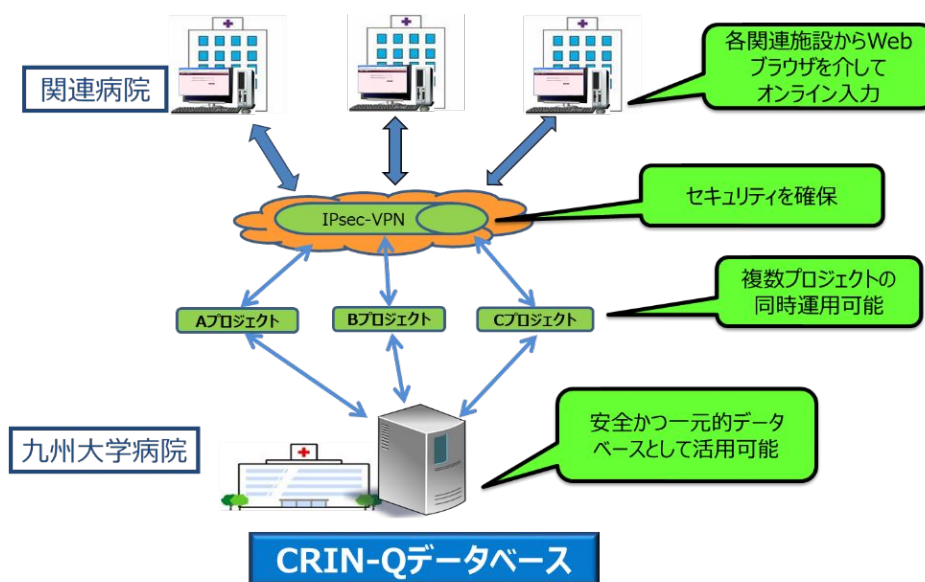 関連病院
各関連施設からWeb
ブラウザを介して
オンライン入力
IPsec-VPN
セキュリティを確保
Aプロジェクト
Bプロジェクト
Cプロジェクト
複数プロジェクトの
同時運用可能
九州大学病院
安全かつ一元的データ
ベースとして活用可能
CRIN-Qデータベース